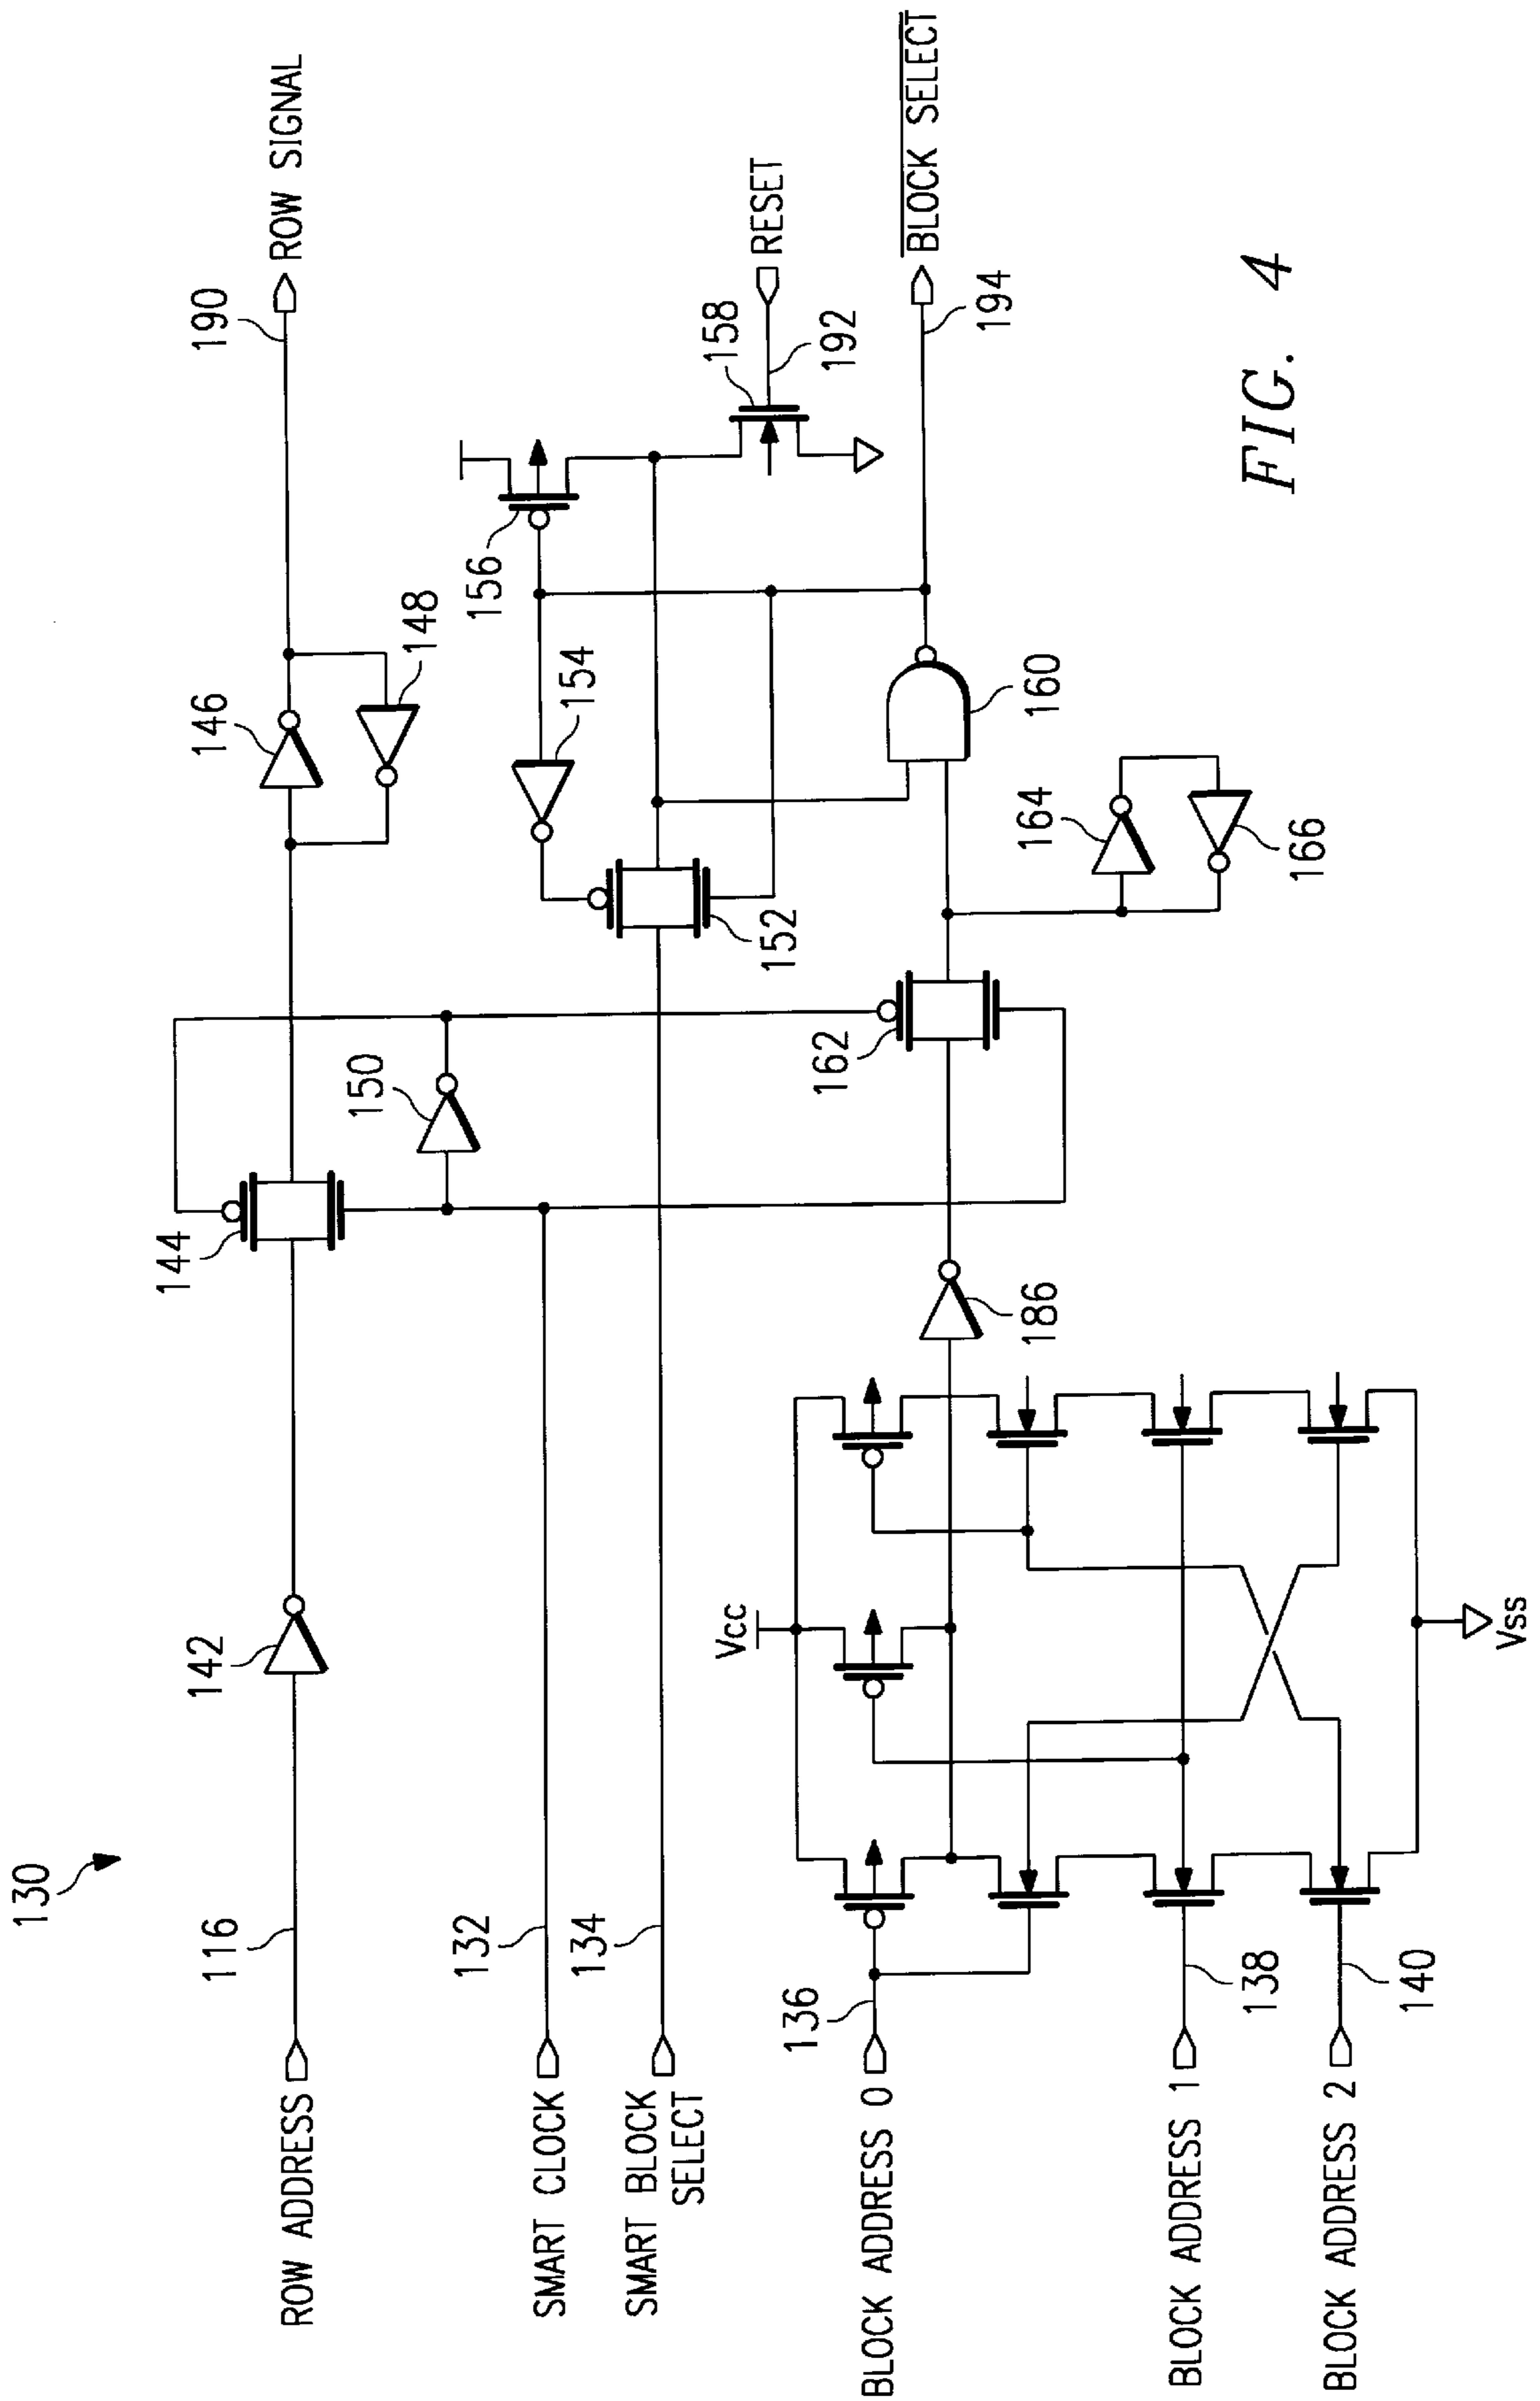 130
ROW ADDRESS
116
142
144
146
148
190
ROW SIGNAL
SMART CLOCK
132
150
SMART BLOCK
SELECT
134
152
154
156
158
192
RESET
BLOCK ADDRESS 0
136
Vcc
186
162
160
194
BLOCK SELECT
164
166
BLOCK ADDRESS 1
138
BLOCK ADDRESS 2
140
Vss
FIG. 4